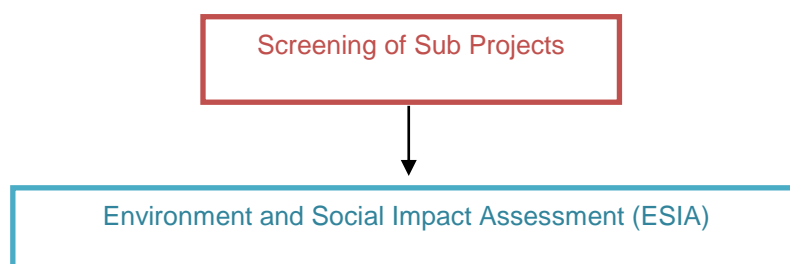 Screening of Sub Projects
Environment and Social Impact Assessment (ESIA)